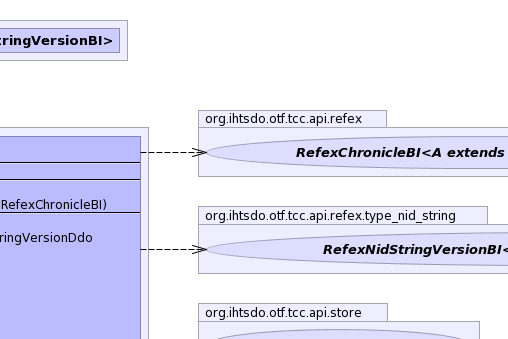 tringVersionBI>
org.ihtsdo.otf.tcc.api.refex
RefexChronicleBI<A extends
RefexChronicleBI)
org.ihtsdo.otf.tcc.api.refex.type_nid_string
ringVersionDdo
RefexNidStringVersionBI<
org.ihtsdo.otf.tcc.api.store